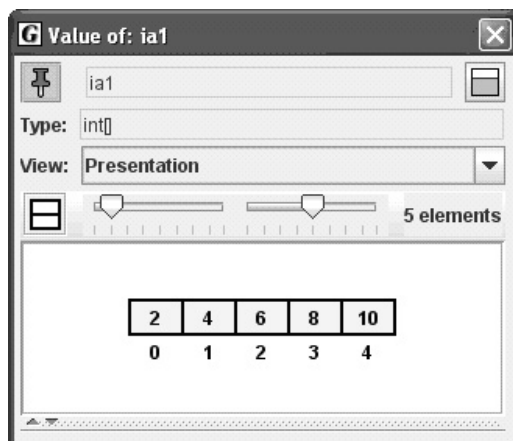 G Value of: ia1
ia1
Type: int[]
View: Presentation
5 elements
2 4 6 8 10
0 1 2 3 4